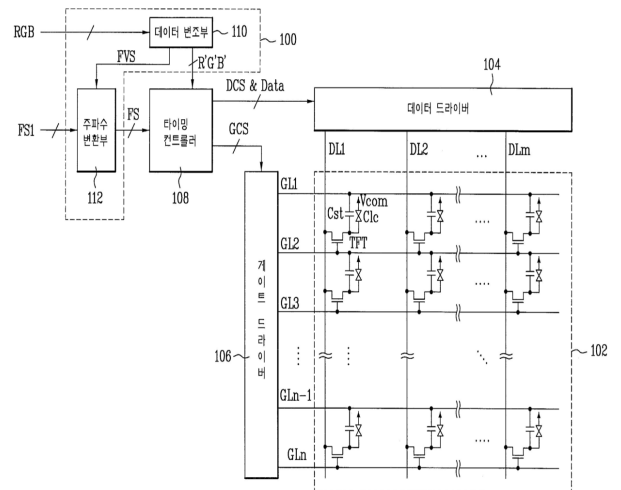 RGB
데이터 변조부
110
100
FVS
R'G'B'
DCS & Data
104
데이터 드라이버
FS1
주파수
변환부
112
FS
타이밍
컨트롤러
108
GCS
DL1
DL2
...
DLm
GL1
Vcom
Cst
Clc
TFT
....
GL2
....
GL3
게이트 드라이버
106
102
GLn-1
....
GLn
....